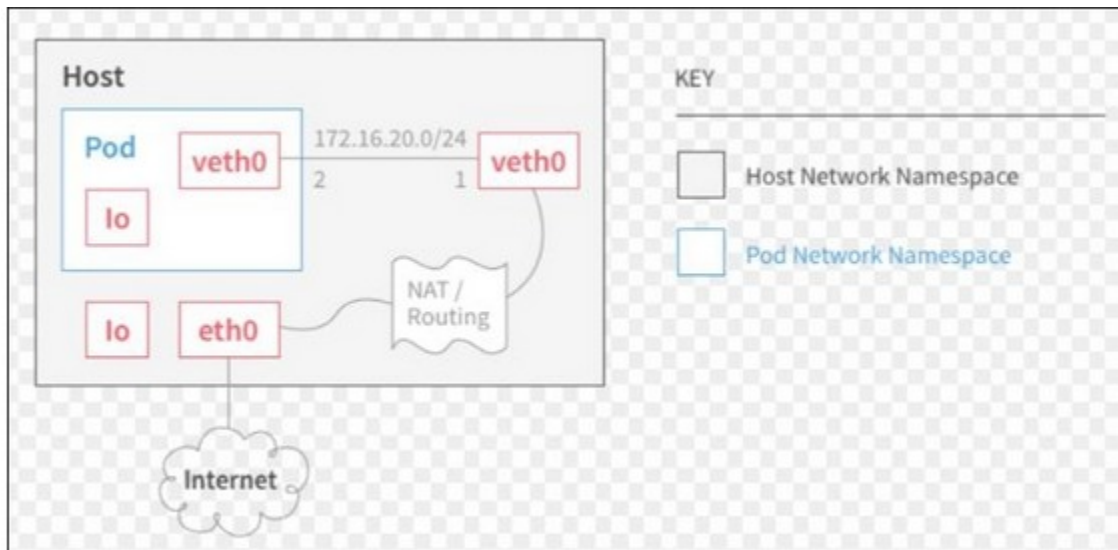 Host
KEY
Pod
veth0
172.16.20.0/24
veth0
2
1
lo
Host Network Namespace
Pod Network Namespace
NAT /
Routing
lo
eth0
Internet